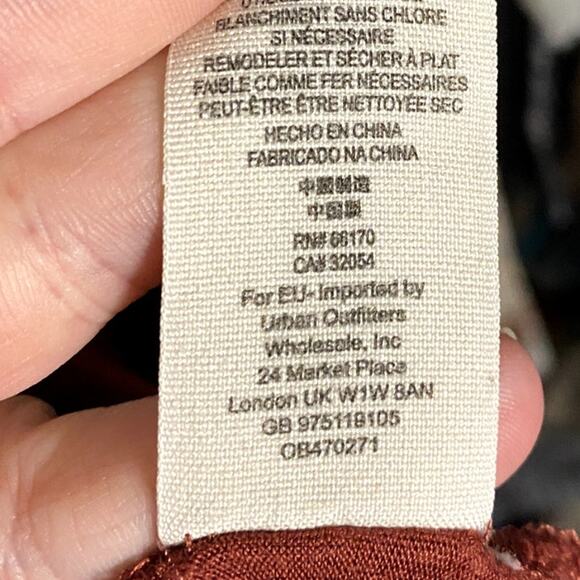 BLANCHIMENT SANS CHLORE
SI NÉCESSAIRE
REMODELER ET SÉCHER À PLAT
FAIBLE COMME FER NÉCESSAIRES
PEUT-ÊTRE ÊTRE NETTOYÉE SEC
HECHO EN CHINA
FABRICADO NA CHINA
中國制造
中国製
RN# 66170
CA# 32054
For EU- Imported by
Urban Outfitters
Wholesale, Inc
24 Market Place
London UK W1W 8AN
GB 975118105
OB470271